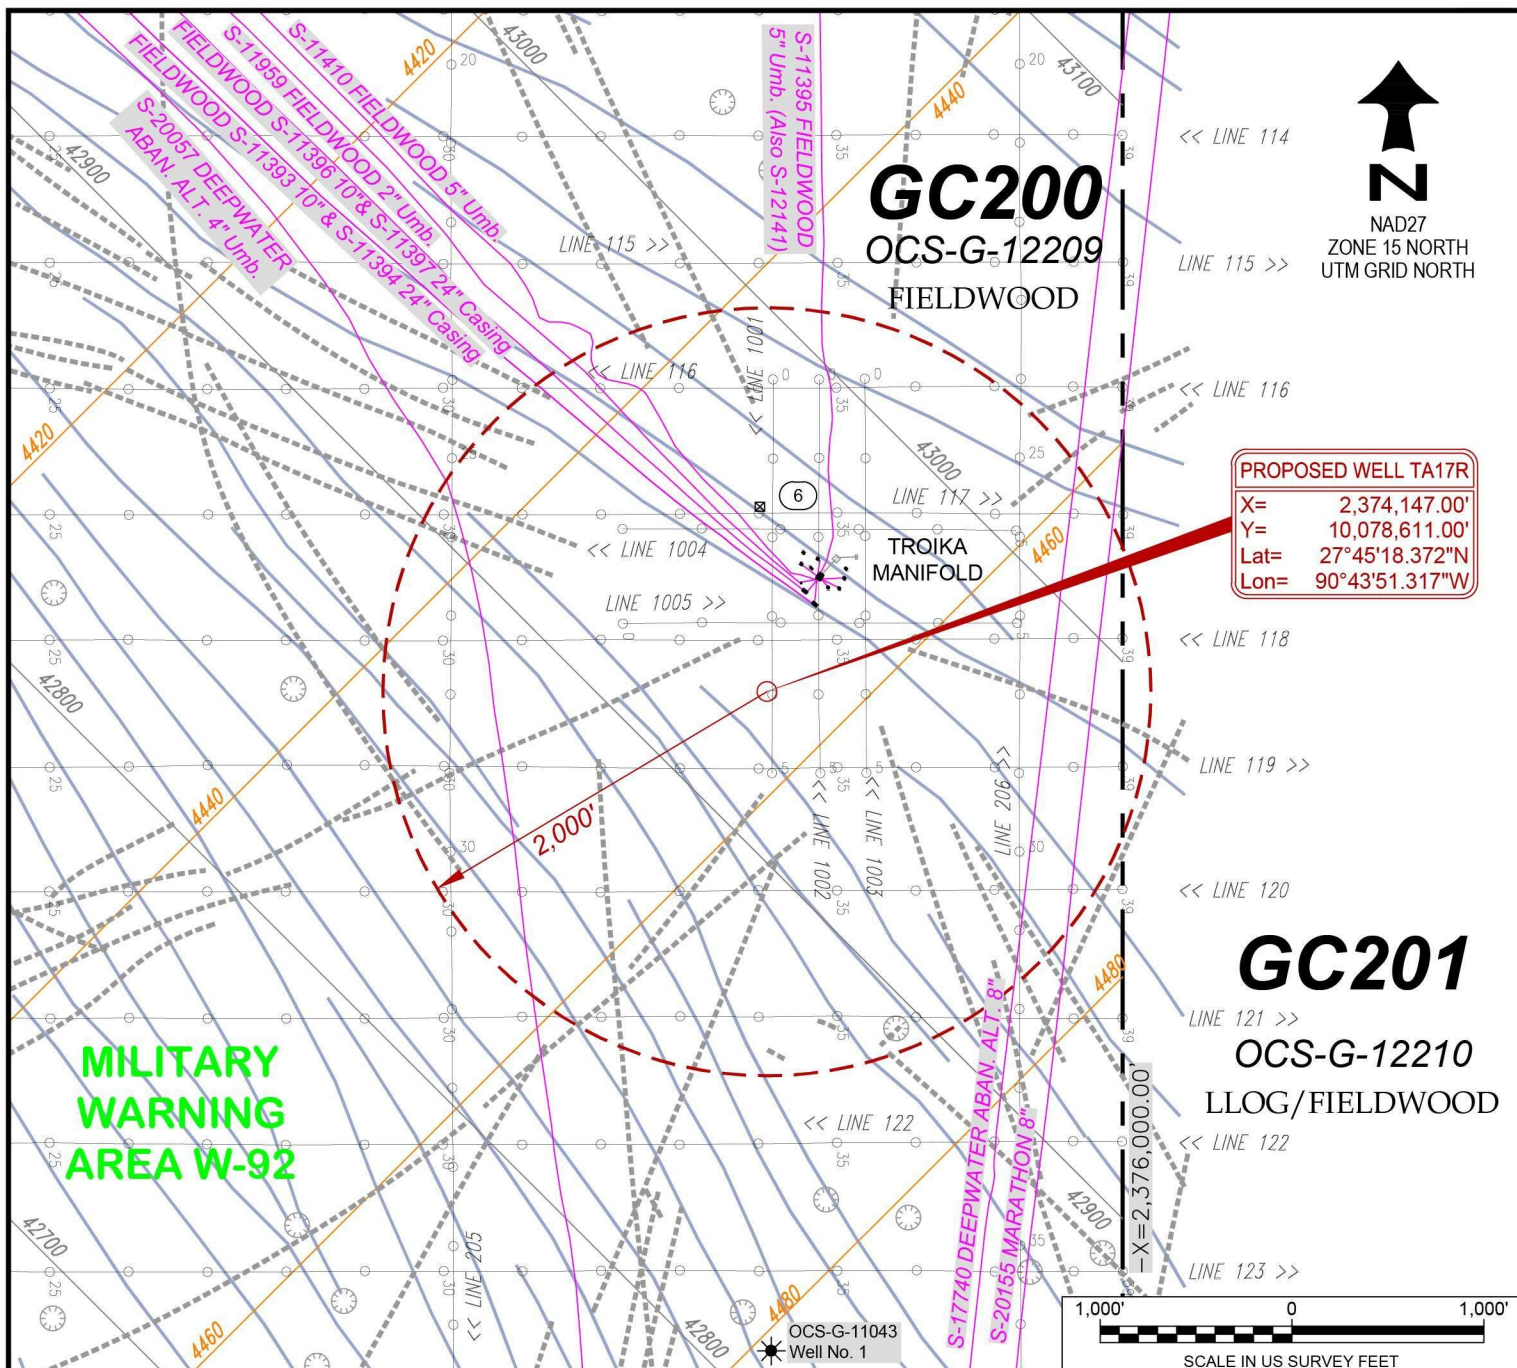 S-11410 FIELDWOOD 5" Umb.
S-11959 FIELDWOOD 2" Umb.
FIELDWOOD S-11396 10"& S-11397 24" Casing
FIELDWOOD S-11393 10" & S-11394 24" Casing
S-20057 DEEPWATER
ABAN. ALT. 4" Umb.
S-11395 FIELDWOOD
5" Umb. (Also S-12141)
4420
43000
20
4440
20
43100
42900
GC200
OCS-G-12209
FIELDWOOD
N
NAD27
ZONE 15 NORTH
UTM GRID NORTH
<< LINE 114
LINE 115 >>
LINE 115 >>
<< LINE 116
<< LINE 116
<< LINE 1001
4420
43000
25
25
LINE 117 >>
6
<< LINE 1004
TROIKA
MANIFOLD
4460
LINE 1005 >>
PROPOSED WELL TA17R
X= 2,374,147.00'
Y= 10,078,611.00'
Lat= 27°45'18.372"N
Lon= 90°43'51.317"W
<< LINE 118
42800
LINE 119 >>
LINE 206 >>
4440
2,000'
30
30
<< LINE 1002
<< LINE 1003
<< LINE 120
GC201
OCS-G-12210
LLOG/FIELDWOOD
4480
LINE 121 >>
MILITARY
WARNING
AREA W-92
<< LINE 122
<< LINE 122
S-17740 DEEPWATER ABAN. ALT. 8"
S-20155 MARATHON 8"
X=2,376,000.00'
42900
42700
<< LINE 205
LINE 123 >>
4460
4480
42800
OCS-G-11043
Well No. 1
1,000' 0 1,000'
SCALE IN US SURVEY FEET